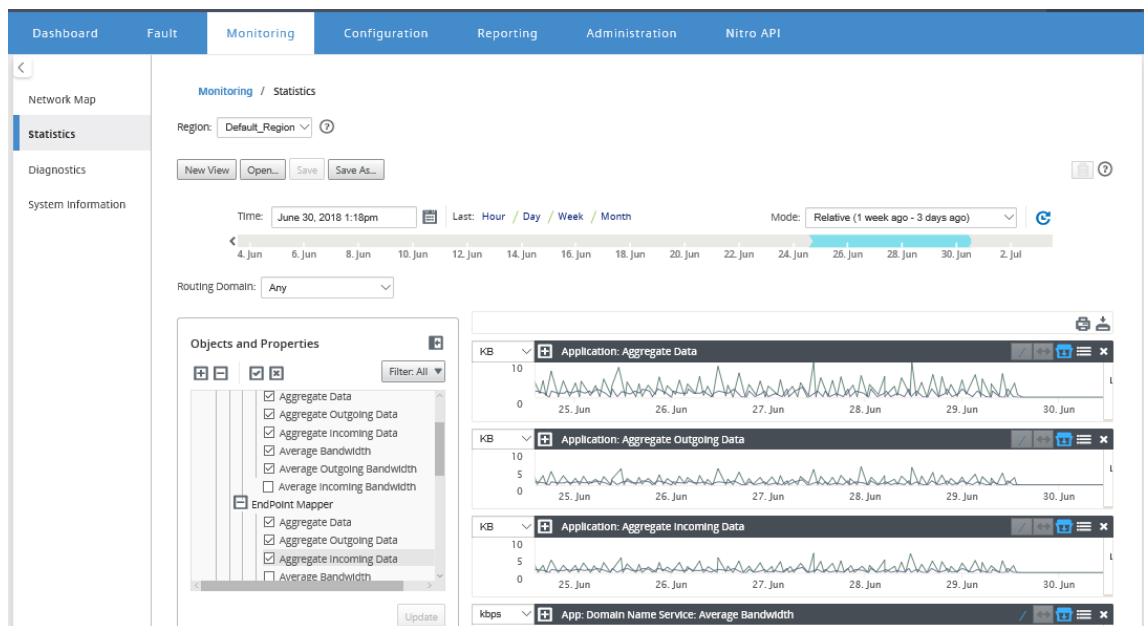 Dashboard Fault Monitoring Configuration Reporting Administration Nitro API
Network Map
Statistics
Diagnostics
System Information
Monitoring / Statistics
Region: Default_Region
New View Open... Save Save As...
Time: June 30, 2018 1:18pm Last: Hour / Day / Week / Month Mode: Relative (1 week ago - 3 days ago)
4. Jun 6. Jun 8. Jun 10. Jun 12. Jun 14. Jun 16. Jun 18. Jun 20. Jun 22. Jun 24. Jun 26. Jun 28. Jun 30. Jun 2. Jul
Routing Domain: Any
Objects and Properties
Filter: All
Aggregate Data
Aggregate Outgoing Data
Aggregate Incoming Data
Average Bandwidth
Average Outgoing Bandwidth
Average Incoming Bandwidth
EndPoint Mapper
Aggregate Data
Aggregate Outgoing Data
Aggregate Incoming Data
Average Bandwidth
Update
KB Application: Aggregate Data
10
0
25. Jun 26. Jun 27. Jun 28. Jun 29. Jun 30. Jun
KB Application: Aggregate Outgoing Data
10
5
0
25. Jun 26. Jun 27. Jun 28. Jun 29. Jun 30. Jun
KB Application: Aggregate Incoming Data
10
5
0
25. Jun 26. Jun 27. Jun 28. Jun 29. Jun 30. Jun
kbps App: Domain Name Service: Average Bandwidth